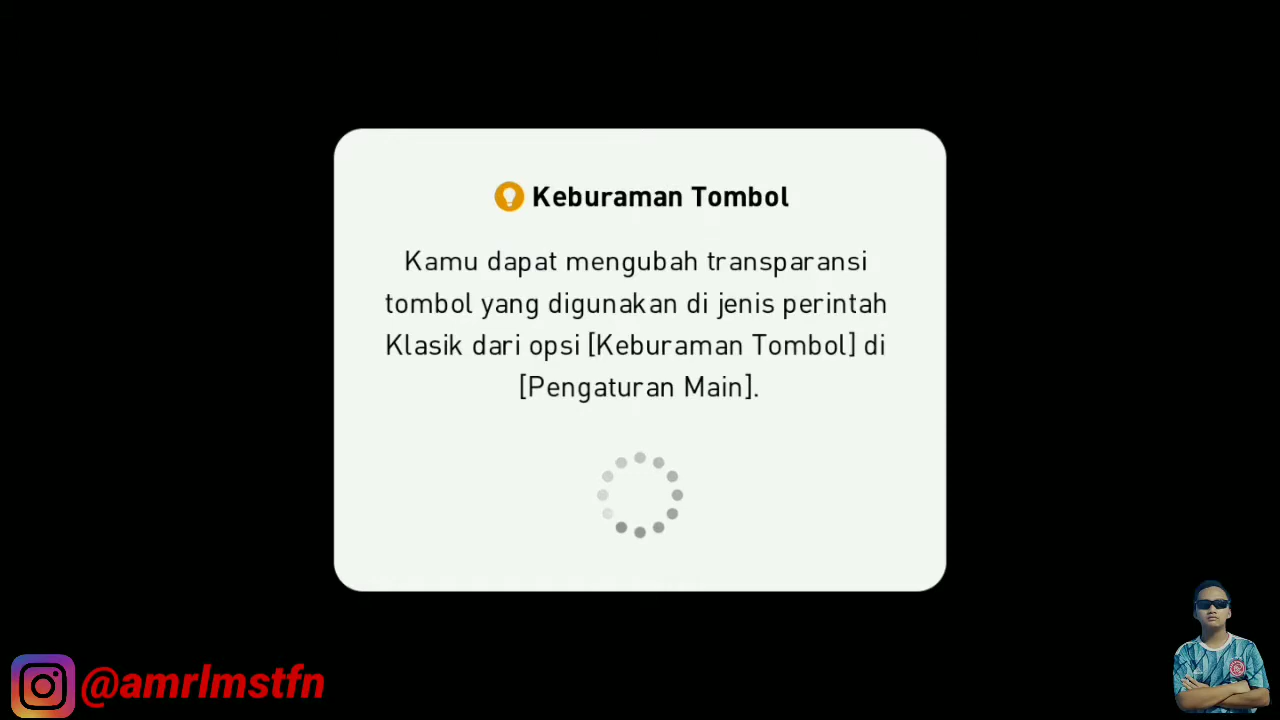 Keburaman Tombol
Kamu dapat mengubah transparansi
tombol yang digunakan di jenis perintah
Klasik dari opsi [Keburaman Tombol] di
[Pengaturan Main].
@amrlmstfn